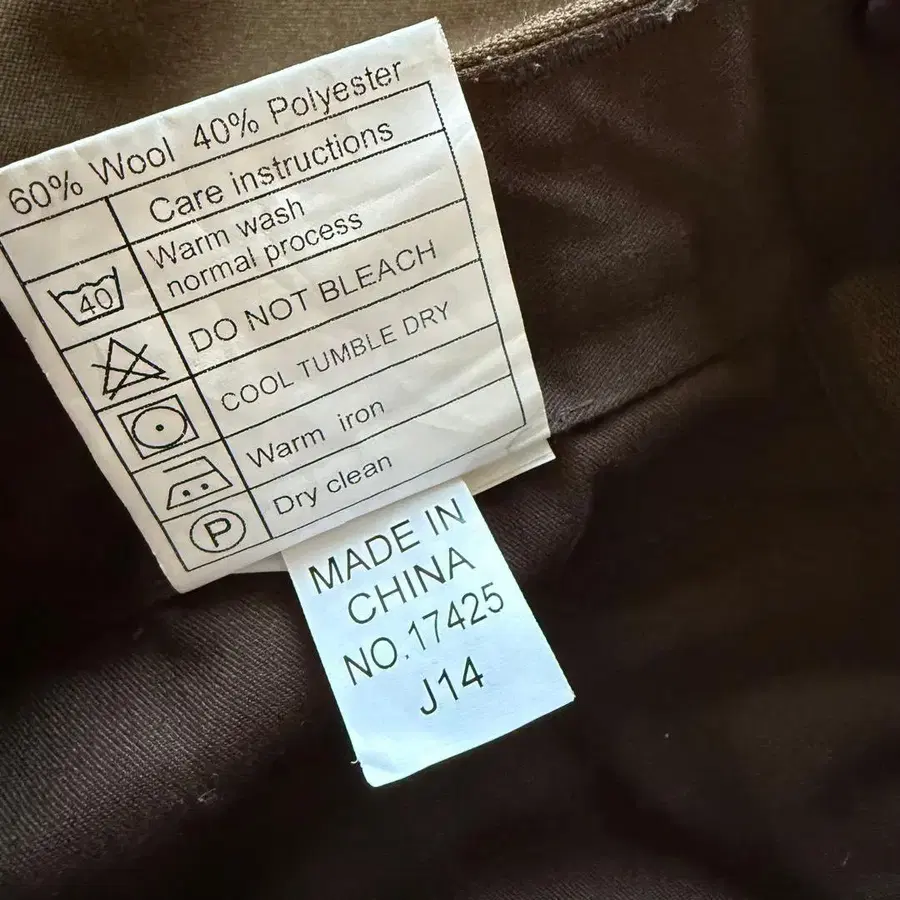 60% Wool 40% Polyester
Care instructions
40
Warm wash
normal process
DO NOT BLEACH
COOL TUMBLE DRY
Warm iron
P
Dry clean
MADE IN
CHINA
NO.17425
J14